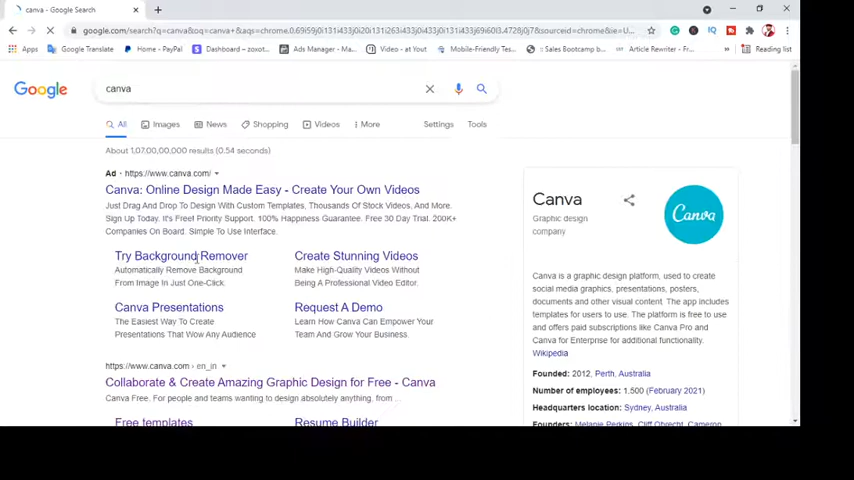 canva - Google Search
google.com/search?q=canva&oq=canva+&aqs=chrome.0.69i59j0i131i433j0i20i131i263i433j0i131i433j69i60l3.4728j0j7&sourceid=chrome&ie=U...
Apps Google Translate Home - PayPal Dashboard – zoxot... Ads Manager - Ma... Video - at Yout Mobile-Friendly Tes... :: Sales Bootcamp b... Article Rewriter - Fr... Reading list
Google
canva
All Images News Shopping Videos More Settings Tools
About 1,07,00,00,000 results (0.54 seconds)
Ad · https://www.canva.com/
Canva: Online Design Made Easy - Create Your Own Videos
Just Drag And Drop To Design With Custom Templates, Thousands Of Stock Videos, And More.
Sign Up Today. It's Free! Priority Support. 100% Happiness Guarantee. Free 30 Day Trial. 200K+
Companies On Board. Simple To Use Interface.
Try Background Remover
Automatically Remove Background
From Image In Just One-Click.
Create Stunning Videos
Make High-Quality Videos Without
Being A Professional Video Editor.
Canva Presentations
The Easiest Way To Create
Presentations That Wow Any Audience
Request A Demo
Learn How Canva Can Empower Your
Team And Grow Your Business.
https://www.canva.com › en_in
Collaborate & Create Amazing Graphic Design for Free - Canva
Canva Free. For people and teams wanting to design absolutely anything, from ...
Free templates
Resume Builder
Canva
Graphic design
company
Canva
Canva is a graphic design platform, used to create
social media graphics, presentations, posters,
documents and other visual content. The app includes
templates for users to use. The platform is free to use
and offers paid subscriptions like Canva Pro and
Canva for Enterprise for additional functionality.
Wikipedia
Founded: 2012, Perth, Australia
Number of employees: 1,500 (February 2021)
Headquarters location: Sydney, Australia
Founders: Melanie Perkins, Cliff Obrecht, Cameron